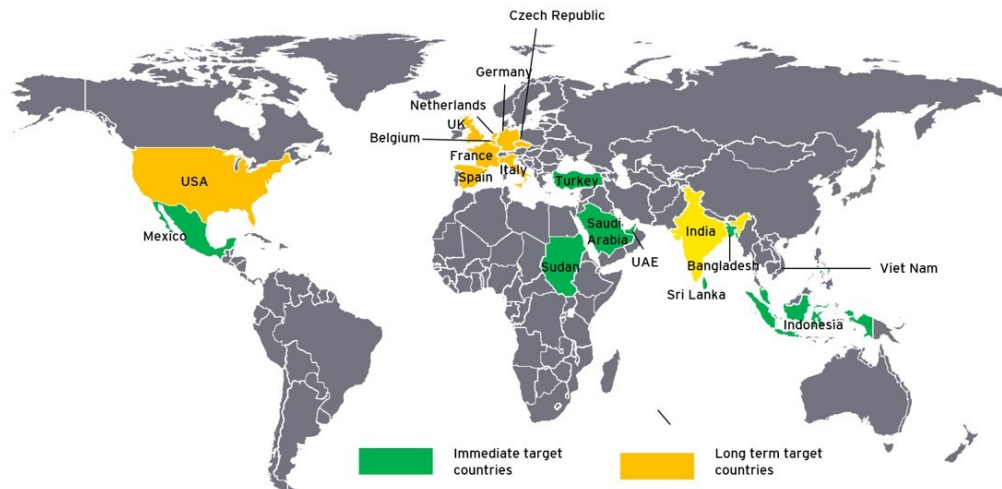 Czech Republic
Germany
Netherlands
UK
Belgium
France
Italy
Spain
USA
Turkey
Mexico
Saudi
Arabia
India
UAE
Sudan
Bangladesh
Viet Nam
Sri Lanka
Indonesia
Immediate target
countries
Long term target
countries